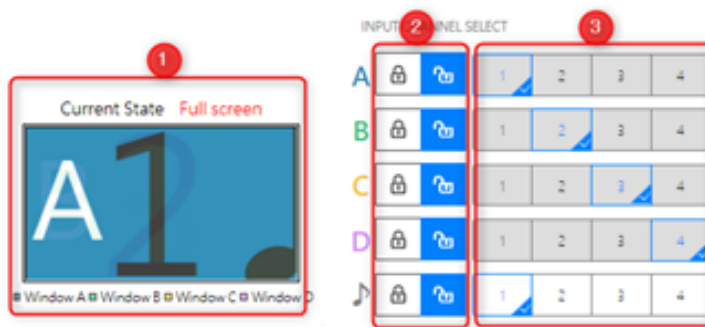 1
Current State Full screen
A 1.
B 2
Window A Window B Window C Window D
INPUT CHANNEL SELECT
2
3
A 1 2 3 4
B 1 2 3 4
C 1 2 3 4
D 1 2 3 4
♪ 1 2 3 4